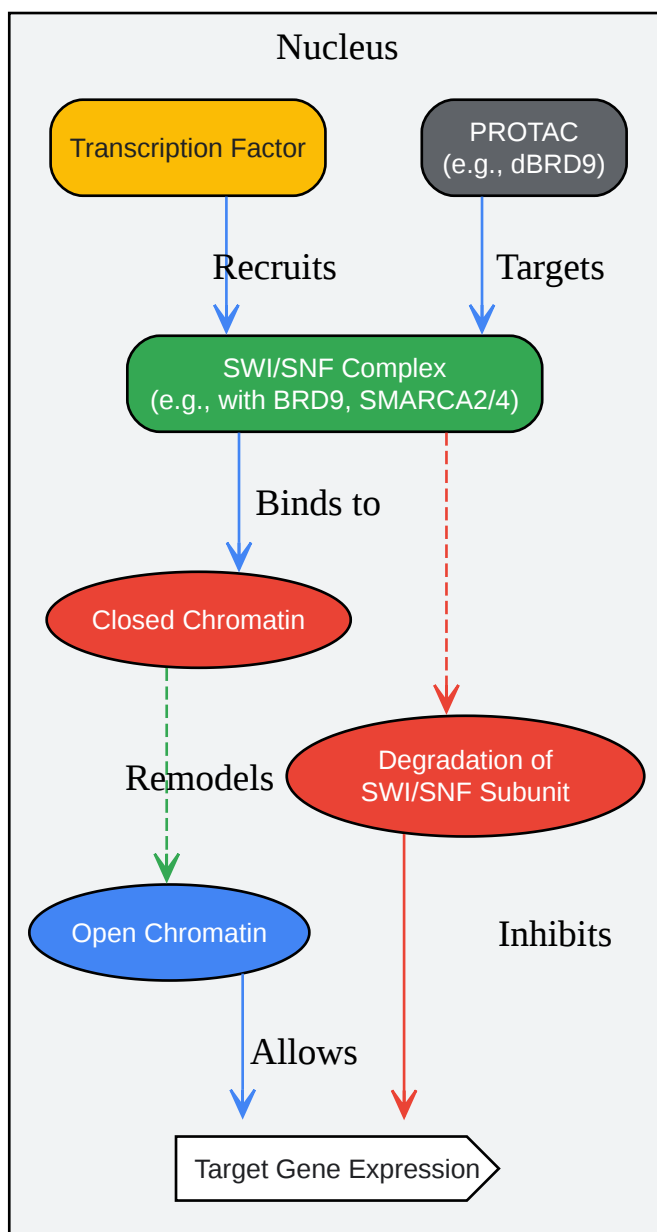 Nucleus
Transcription Factor
PROTAC
(e.g., dBRD9)
Recruits
Targets
SWI/SNF Complex
(e.g., with BRD9, SMARCA2/4)
Binds to
Closed Chromatin
Degradation of
SWI/SNF Subunit
Remodels
Open Chromatin
Inhibits
Allows
Target Gene Expression